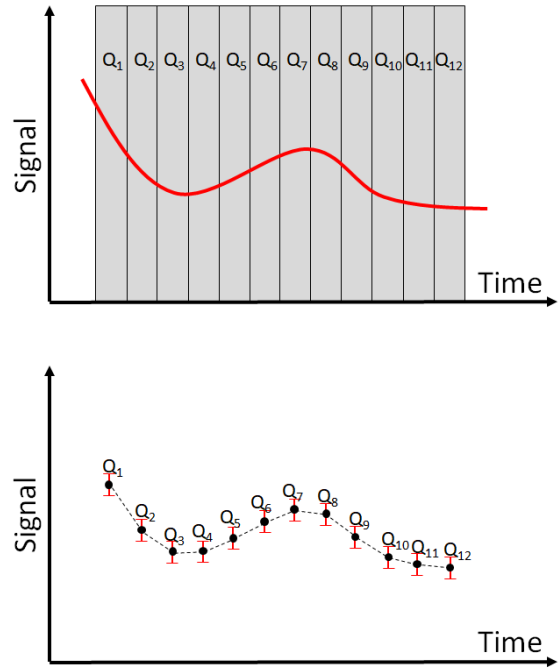 Signal
Q₁ Q₂ Q₃ Q₄ Q₅ Q₆ Q₇ Q₈ Q₉ Q₁₀ Q₁₁ Q₁₂
Time
Signal
Q₁ Q₂ Q₃ Q₄ Q₅ Q₆ Q₇ Q₈ Q₉ Q₁₀ Q₁₁ Q₁₂
Time